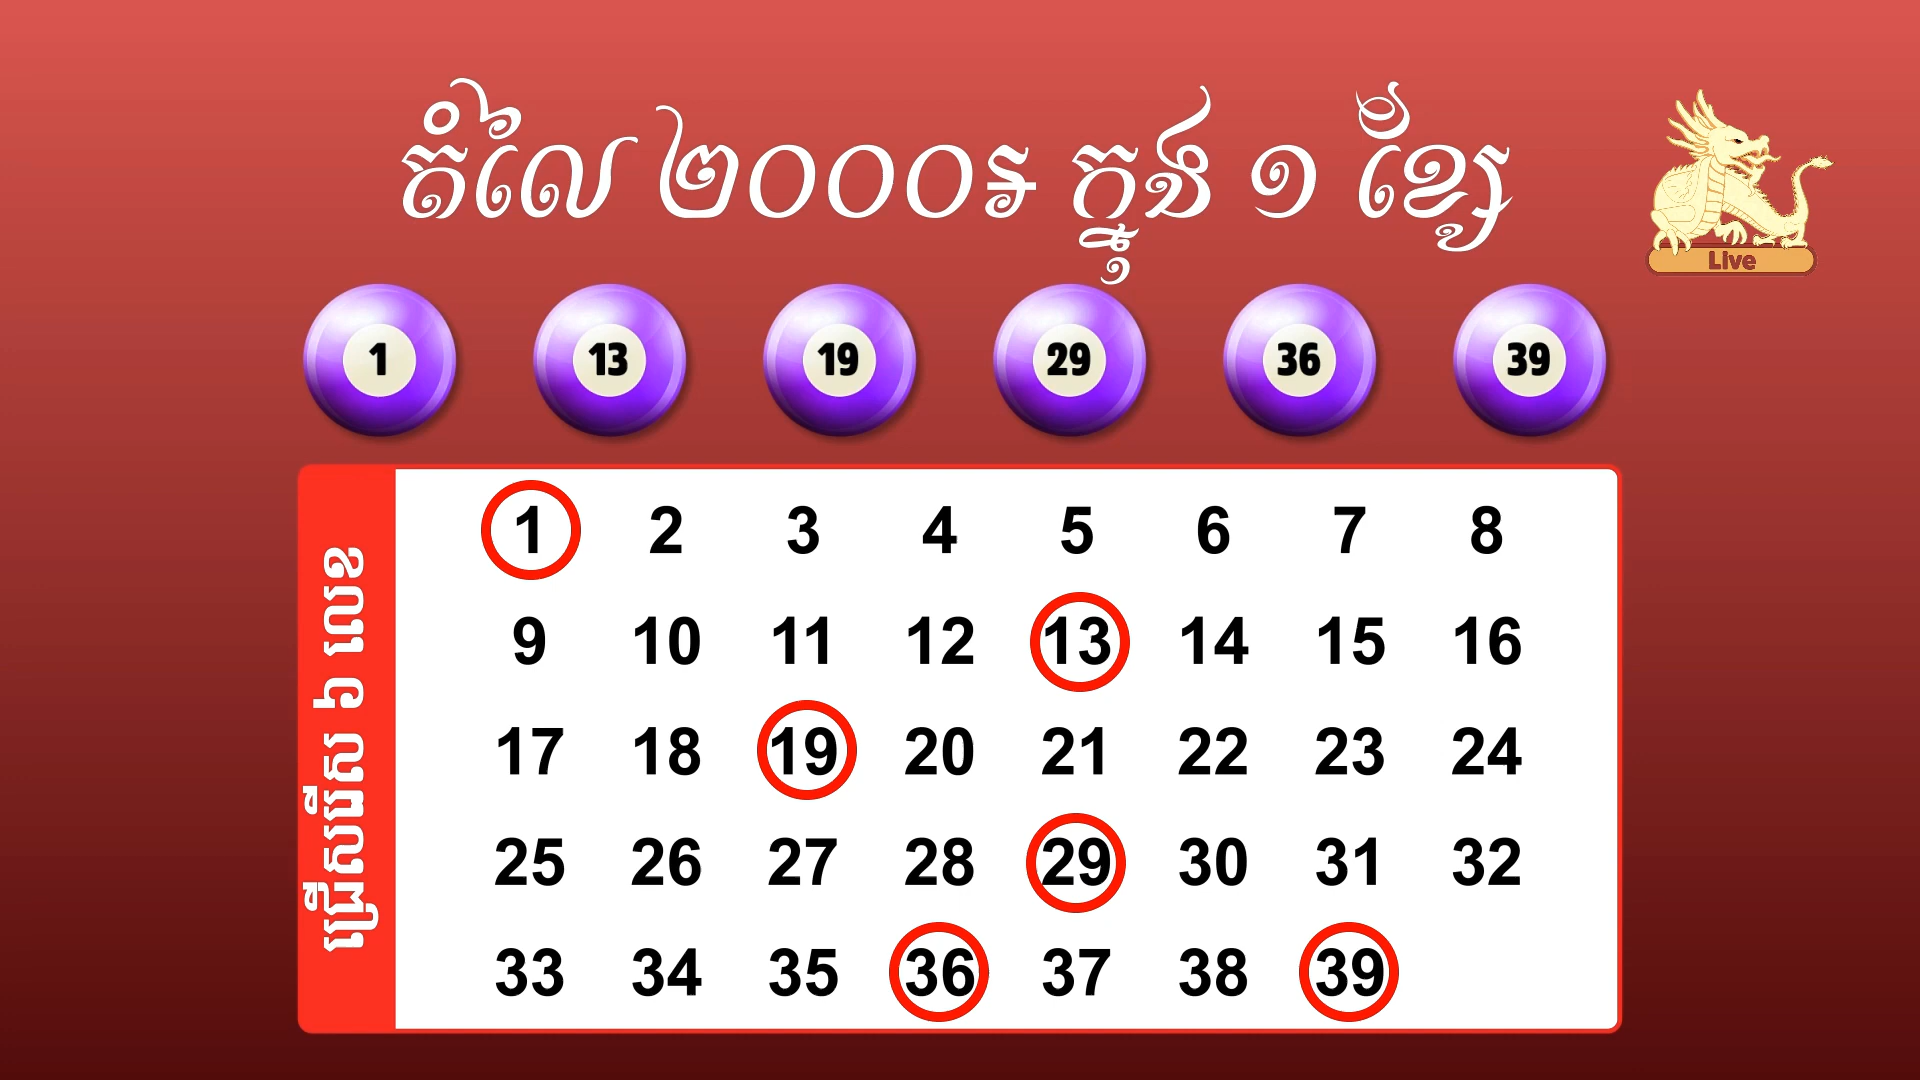 តំលៃ ២០០០៛ ក្នុង ១ ខ្សែ
Live
1 13 19 29 36 39
ជ្រើសរើស ៦ លេខ
1 2 3 4 5 6 7 8
9 10 11 12 13 14 15 16
17 18 19 20 21 22 23 24
25 26 27 28 29 30 31 32
33 34 35 36 37 38 39